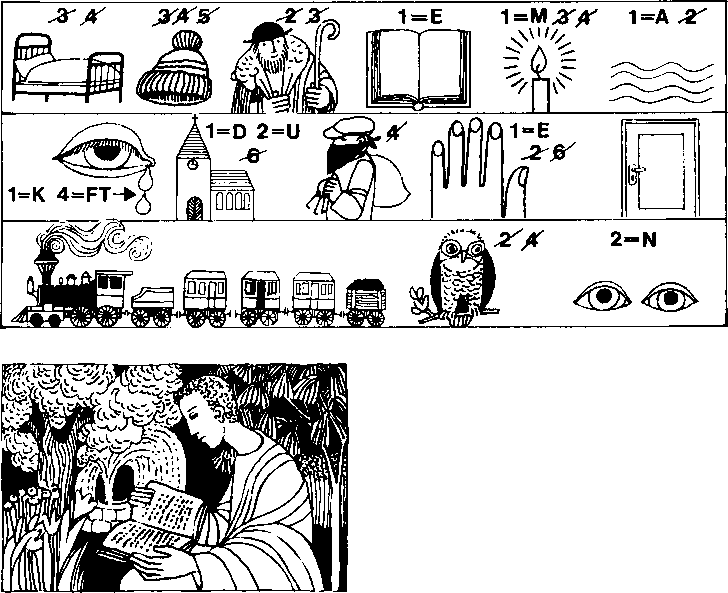 3 4 3 4 5 2 3 1=E 1=M 3 4 1=A 2
1=D 2=U 6 4 1=E 2 6
1=K 4=FT
2 4 2=N